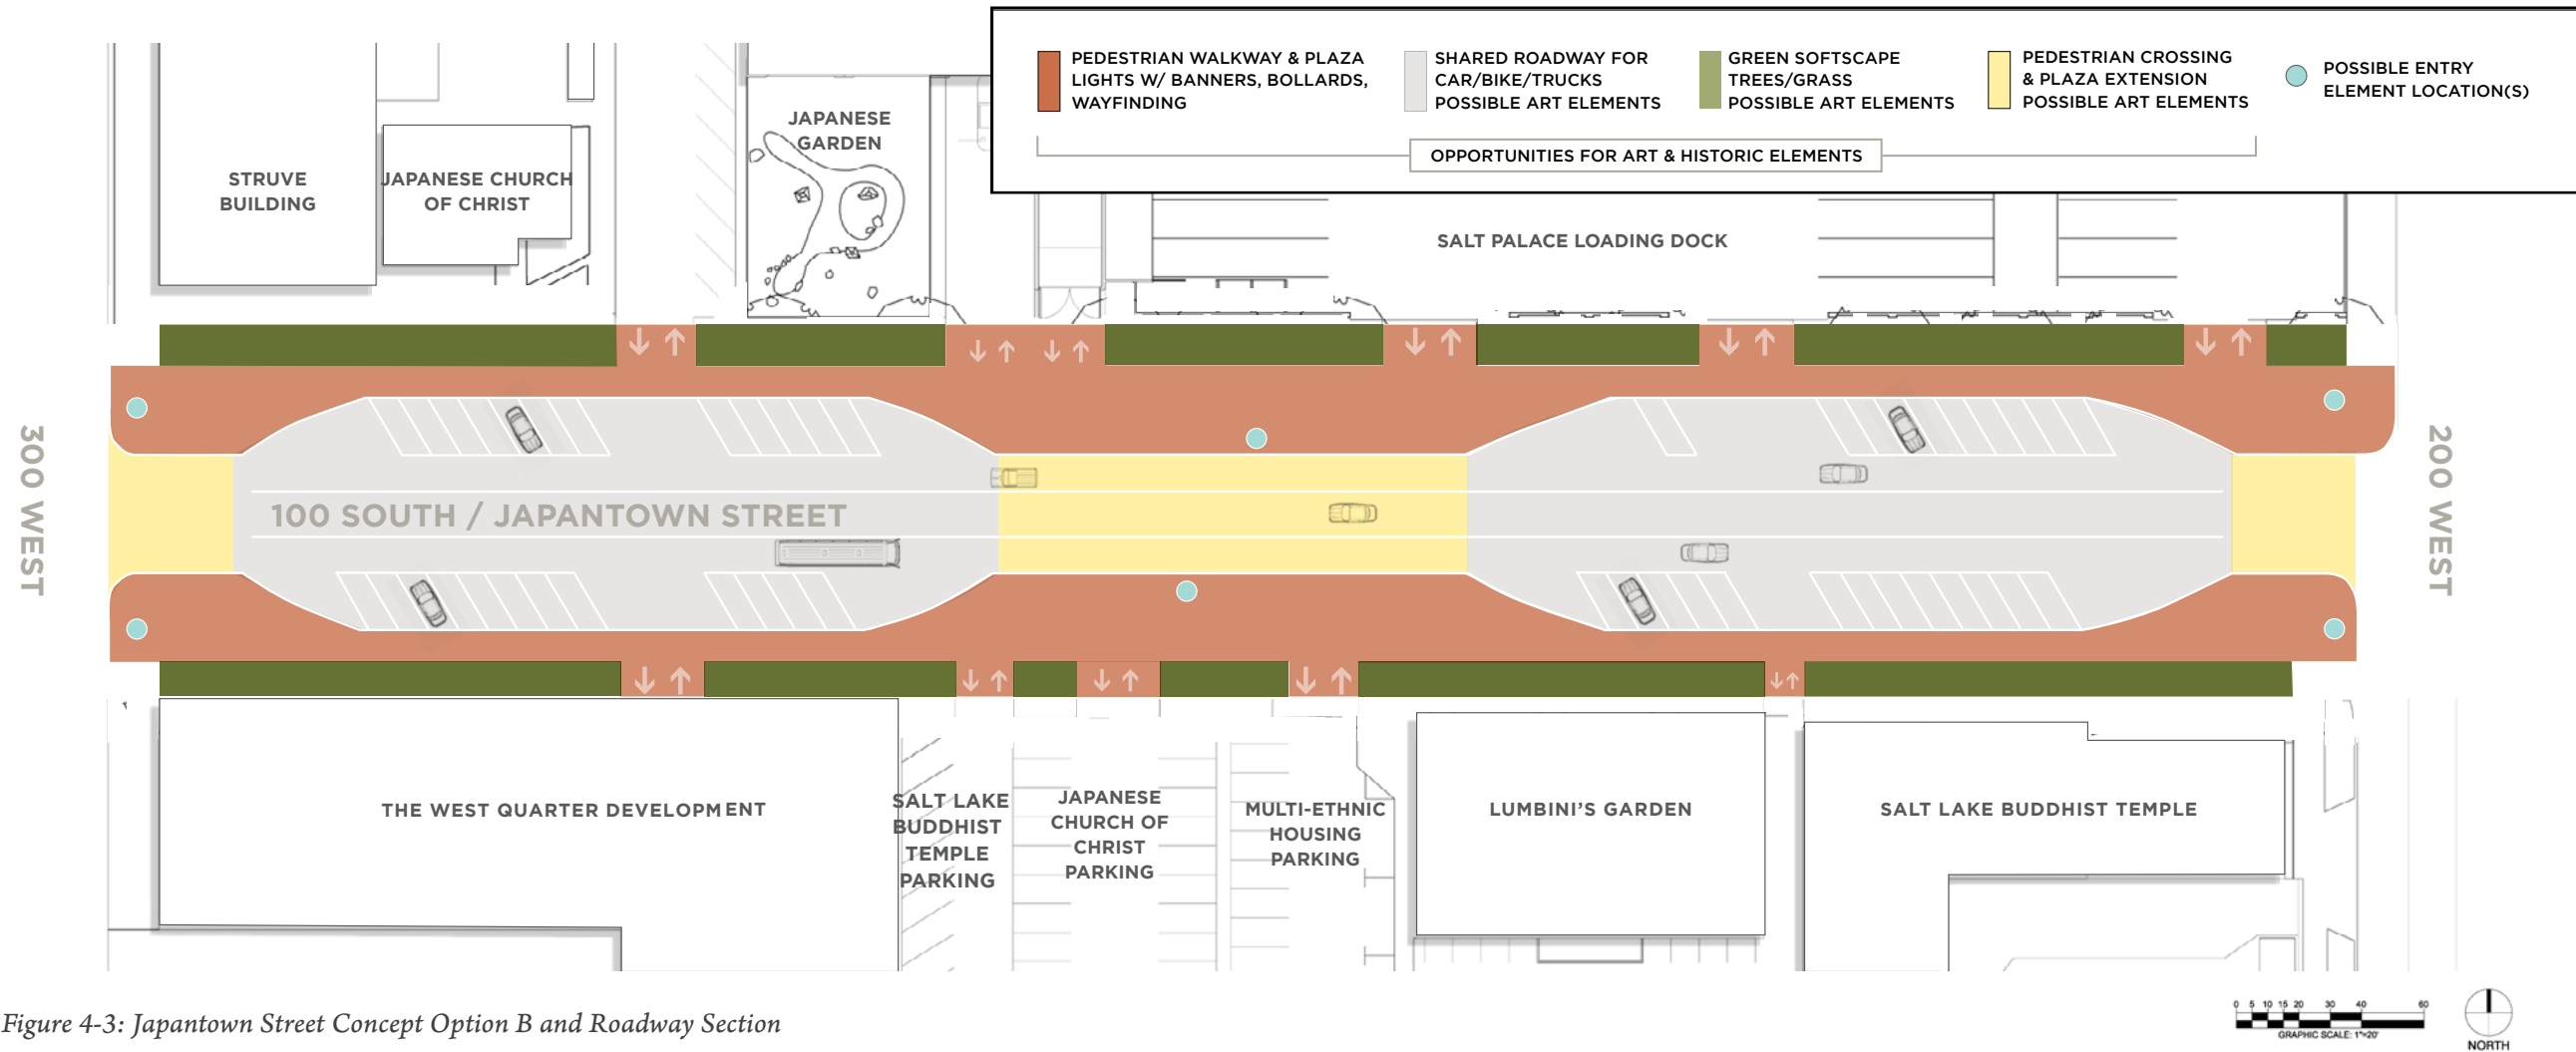 PEDESTRIAN WALKWAY & PLAZA
LIGHTS W/ BANNERS, BOLLARDS,
WAYFINDING
SHARED ROADWAY FOR
CAR/BIKE/TRUCKS
POSSIBLE ART ELEMENTS
GREEN SOFTSCAPE
TREES/GRASS
POSSIBLE ART ELEMENTS
PEDESTRIAN CROSSING
& PLAZA EXTENSION
POSSIBLE ART ELEMENTS
POSSIBLE ENTRY
ELEMENT LOCATION(S)
OPPORTUNITIES FOR ART & HISTORIC ELEMENTS
STRUVE
BUILDING
JAPANESE CHURCH
OF CHRIST
JAPANESE
GARDEN
SALT PALACE LOADING DOCK
300 WEST
100 SOUTH / JAPANTOWN STREET
200 WEST
THE WEST QUARTER DEVELOPMENT
SALT LAKE
BUDDHIST
TEMPLE
PARKING
JAPANESE
CHURCH OF
CHRIST
PARKING
MULTI-ETHNIC
HOUSING
PARKING
LUMBINI'S GARDEN
SALT LAKE BUDDHIST TEMPLE
Figure 4-3: Japantown Street Concept Option B and Roadway Section
0 5 10 15 20 30 40 60
GRAPHIC SCALE: 1"=20'
NORTH